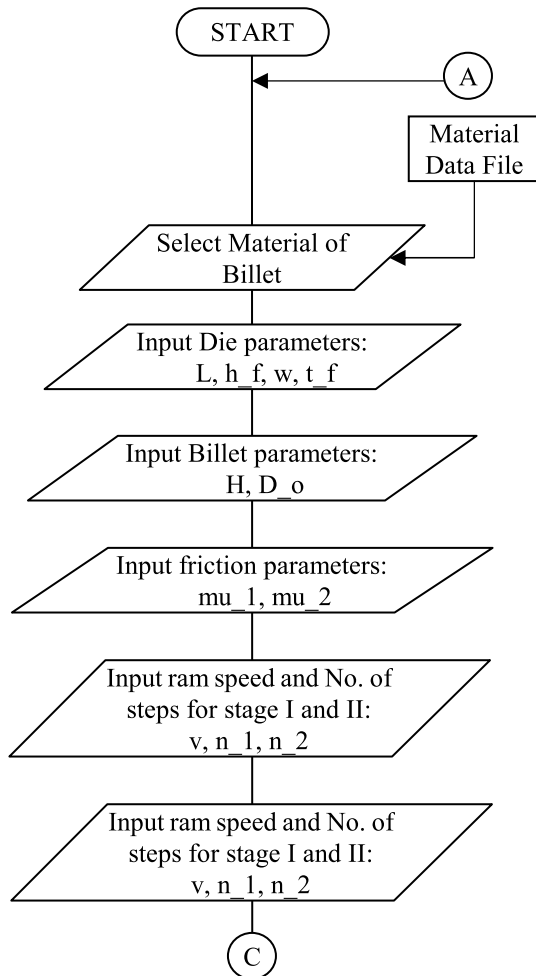 START
A
Material
Data File
Select Material of
Billet
Input Die parameters:
L, h_f, w, t_f
Input Billet parameters:
H, D_o
Input friction parameters:
mu_1, mu_2
Input ram speed and No. of
steps for stage I and II:
v, n_1, n_2
Input ram speed and No. of
steps for stage I and II:
v, n_1, n_2
C